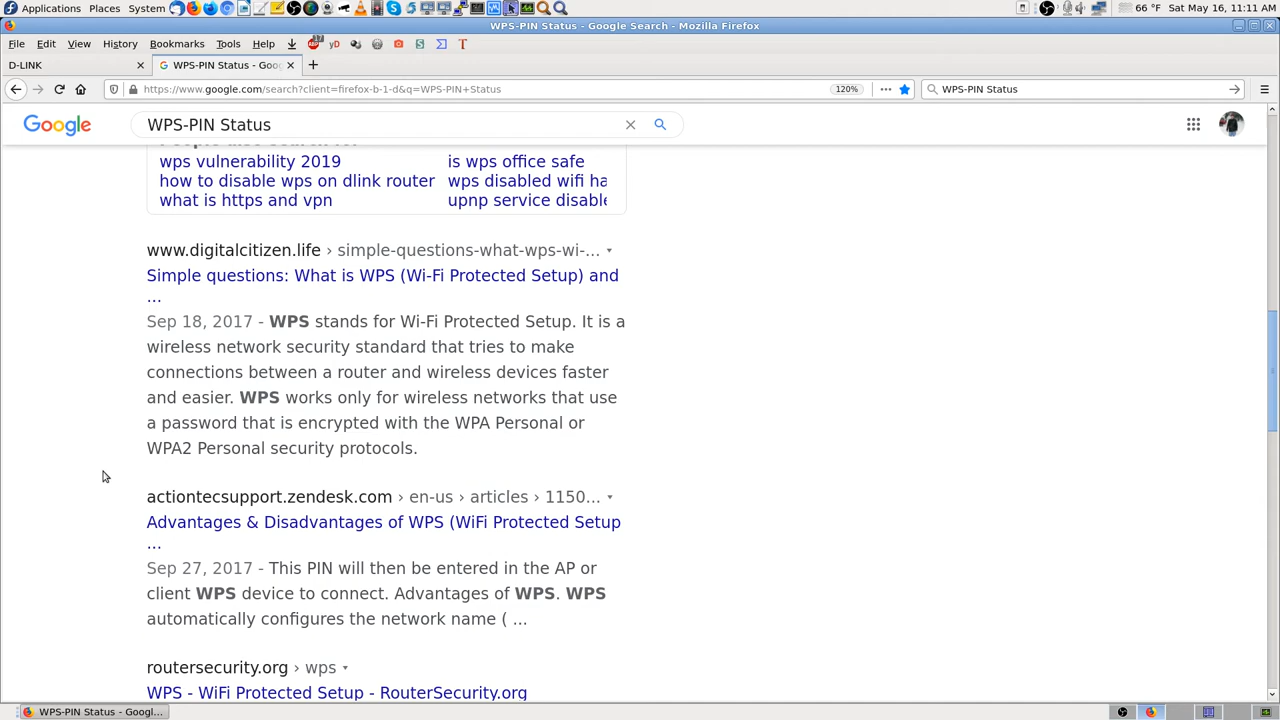 Applications Places System 66 °F Sat May 16, 11:11 AM
WPS-PIN Status - Google Search - Mozilla Firefox
File Edit View History Bookmarks Tools Help
D-LINK WPS-PIN Status - Goo
https://www.google.com/search?client=firefox-b-1-d&q=WPS-PIN+Status 120% WPS-PIN Status
Google WPS-PIN Status
wps vulnerability 2019 is wps office safe
how to disable wps on dlink router wps disabled wifi ha
what is https and vpn upnp service disable
www.digitalcitizen.life › simple-questions-what-wps-wi-...
Simple questions: What is WPS (Wi-Fi Protected Setup) and
...
Sep 18, 2017 - WPS stands for Wi-Fi Protected Setup. It is a
wireless network security standard that tries to make
connections between a router and wireless devices faster
and easier. WPS works only for wireless networks that use
a password that is encrypted with the WPA Personal or
WPA2 Personal security protocols.
actiontecsupport.zendesk.com › en-us › articles › 1150...
Advantages & Disadvantages of WPS (WiFi Protected Setup
...
Sep 27, 2017 - This PIN will then be entered in the AP or
client WPS device to connect. Advantages of WPS. WPS
automatically configures the network name ( ...
routersecurity.org › wps
WPS - WiFi Protected Setup - RouterSecurity.org
WPS-PIN Status - Googl...